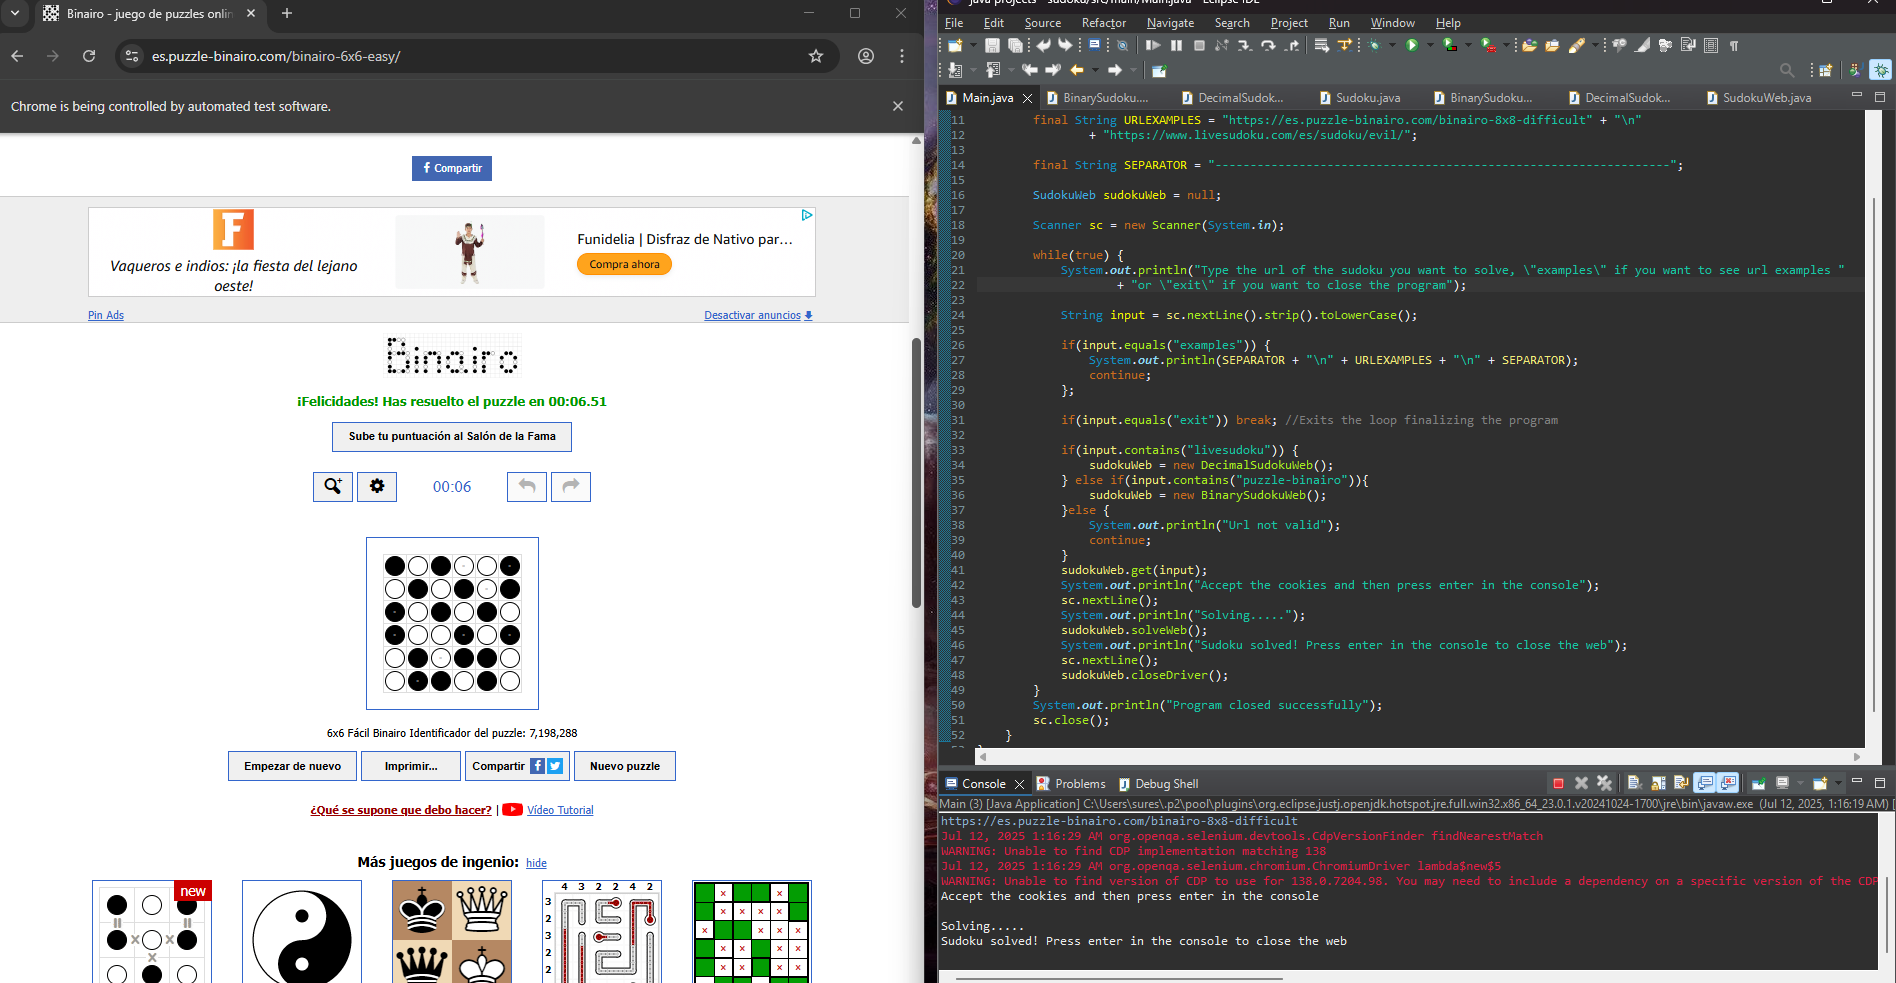 Binairo - juego de puzzles onlin
es.puzzle-binairo.com/binairo-6x6-easy/
Chrome is being controlled by automated test software.
Compartir
Vaqueros e indios: ¡la fiesta del lejano
oeste!
Funidelia | Disfraz de Nativo par...
Compra ahora
Pin Ads
Desactivar anuncios
Binairo
¡Felicidades! Has resuelto el puzzle en 00:06.51
Sube tu puntuación al Salón de la Fama
00:06
6x6 Fácil Binairo Identificador del puzzle: 7,198,288
Empezar de nuevo
Imprimir...
Compartir
Nuevo puzzle
¿Qué se supone que debo hacer? | Vídeo Tutorial
Más juegos de ingenio: hide
new
4 3 2 2 4 2
3
2
3
2
2
File Edit Source Refactor Navigate Search Project Run Window Help
Main.java BinarySudoku.... DecimalSudok... Sudoku.java BinarySudoku... DecimalSudok... SudokuWeb.java
11 final String URLEXAMPLES = "https://es.puzzle-binairo.com/binairo-8x8-difficult" + "\n"
12 + "https://www.livesudoku.com/es/sudoku/evil/";
13
14 final String SEPARATOR = "-----------------------------------------------------------------";
15
16 SudokuWeb sudokuWeb = null;
17
18 Scanner sc = new Scanner(System.in);
19
20 while(true) {
21 System.out.println("Type the url of the sudoku you want to solve, \"examples\" if you want to see url examples "
22 + "or \"exit\" if you want to close the program");
23
24 String input = sc.nextLine().strip().toLowerCase();
25
26 if(input.equals("examples")) {
27 System.out.println(SEPARATOR + "\n" + URLEXAMPLES + "\n" + SEPARATOR);
28 continue;
29 };
30
31 if(input.equals("exit")) break; //Exits the loop finalizing the program
32
33 if(input.contains("livesudoku")) {
34 sudokuWeb = new DecimalSudokuWeb();
35 } else if(input.contains("puzzle-binairo")){
36 sudokuWeb = new BinarySudokuWeb();
37 }else {
38 System.out.println("Url not valid");
39 continue;
40 }
41 sudokuWeb.get(input);
42 System.out.println("Accept the cookies and then press enter in the console");
43 sc.nextLine();
44 System.out.println("Solving.....");
45 sudokuWeb.solveWeb();
46 System.out.println("Sudoku solved! Press enter in the console to close the web");
47 sc.nextLine();
48 sudokuWeb.closeDriver();
49 }
50 System.out.println("Program closed successfully");
51 sc.close();
52 }
Console Problems Debug Shell
Main (3) [Java Application] C:\Users\sures\.p2\pool\plugins\org.eclipse.justj.openjdk.hotspot.jre.full.win32.x86_64_23.0.1.v20241024-1700\jre\bin\javaw.exe (Jul 12, 2025, 1:16:19 AM) [
https://es.puzzle-binairo.com/binairo-8x8-difficult
Jul 12, 2025 1:16:29 AM org.openqa.selenium.devtools.CdpVersionFinder findNearestMatch
WARNING: Unable to find CDP implementation matching 138
Jul 12, 2025 1:16:29 AM org.openqa.selenium.chromium.ChromiumDriver lambda$new$5
WARNING: Unable to find version of CDP to use for 138.0.7204.98. You may need to include a dependency on a specific version of the CDP
Accept the cookies and then press enter in the console
Solving.....
Sudoku solved! Press enter in the console to close the web